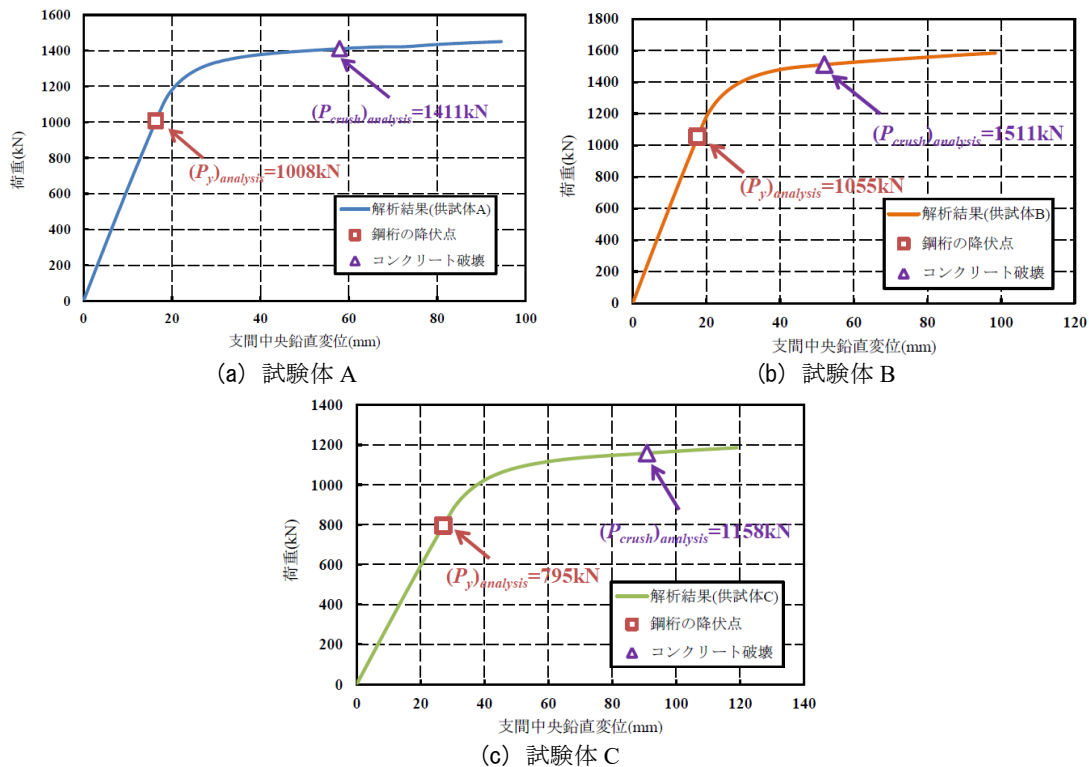 1600
1400
1200
1000
800
600
400
200
0
荷重(kN)
(Pcrush)analysis=1411kN
(Py)analysis=1008kN
解析結果(供試体A)
鋼桁の降伏点
コンクリート破壊
0 20 40 60 80 100
支間中央鉛直変位(mm)
(a) 試験体 A
1800
1600
1400
1200
1000
800
600
400
200
0
荷重(kN)
(Pcrush)analysis=1511kN
(Py)analysis=1055kN
解析結果(供試体B)
鋼桁の降伏点
コンクリート破壊
0 20 40 60 80 100 120
支間中央鉛直変位(mm)
(b) 試験体 B
1400
1200
1000
800
600
400
200
0
荷重(kN)
(Pcrush)analysis=1158kN
(Py)analysis=795kN
解析結果(供試体C)
鋼桁の降伏点
コンクリート破壊
0 20 40 60 80 100 120 140
支間中央鉛直変位(mm)
(c) 試験体 C